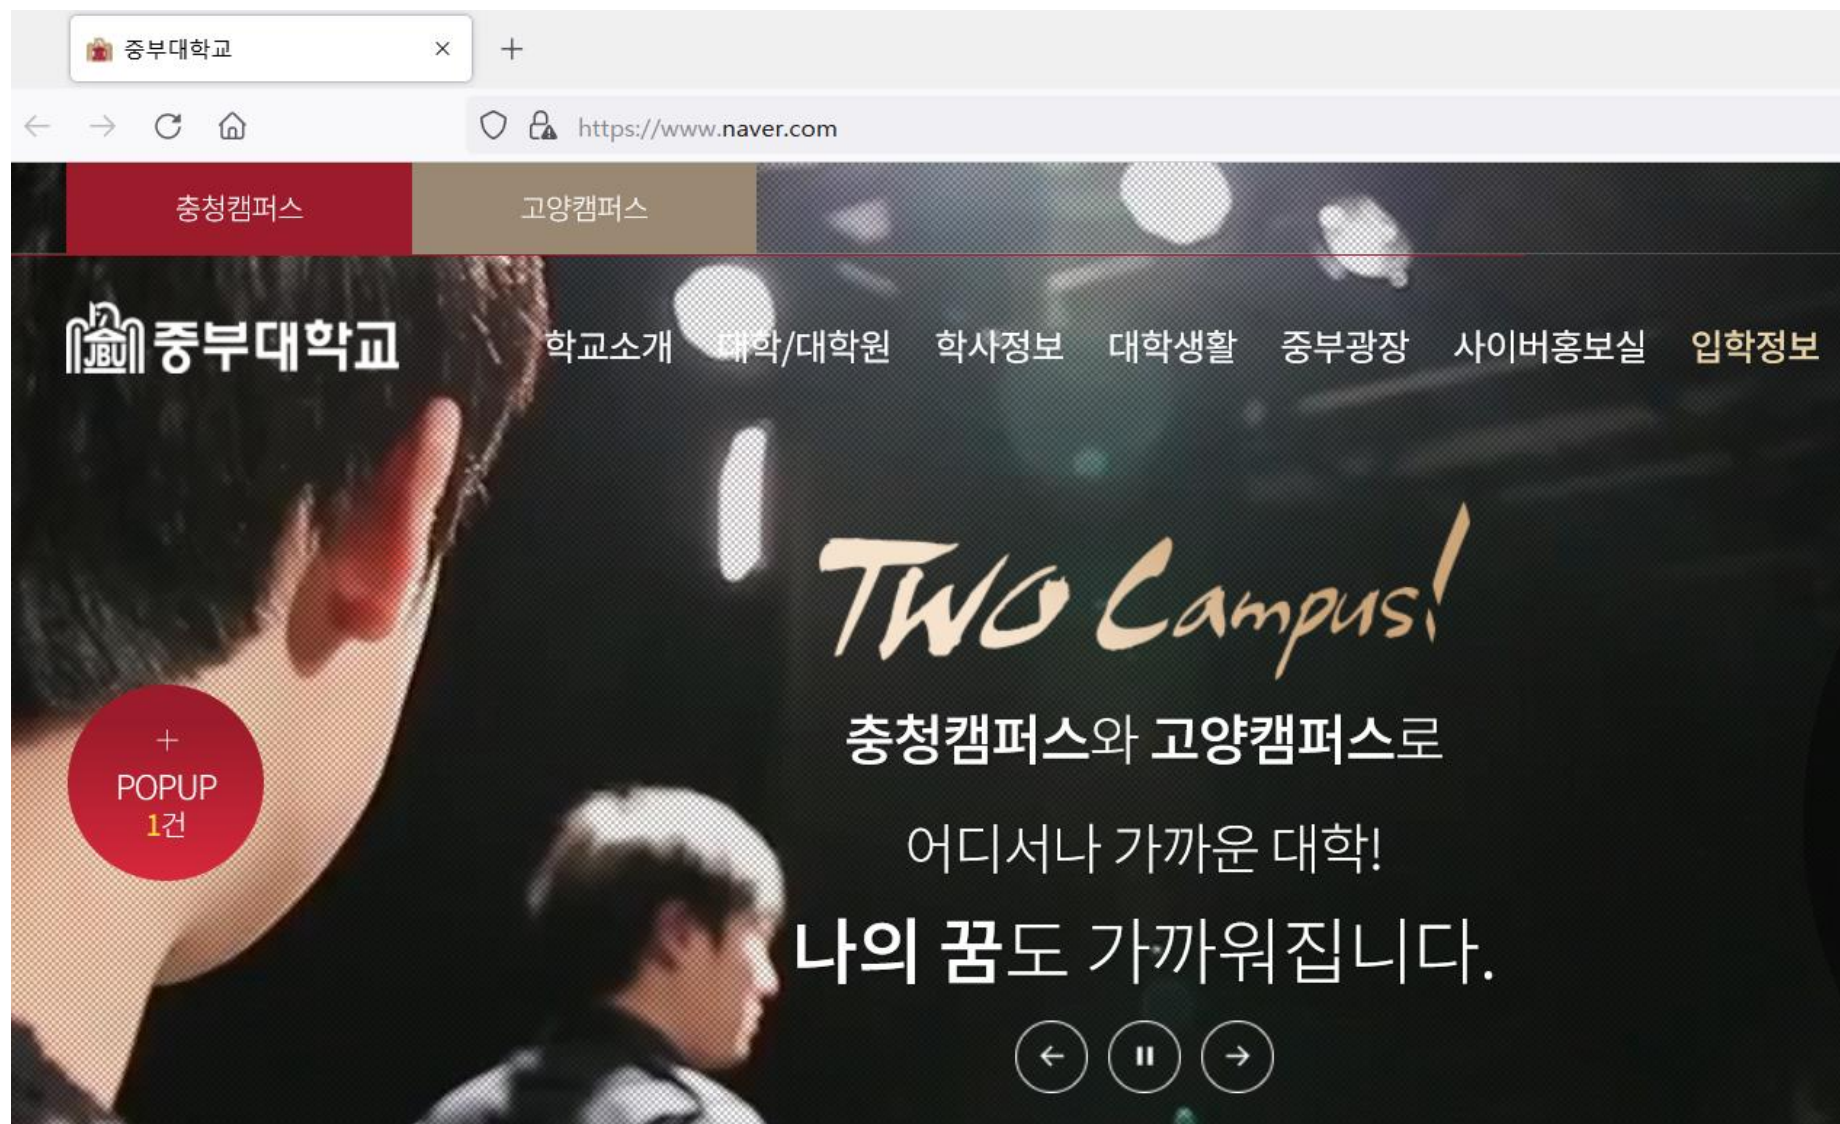 중부대학교
https://www.naver.com
충청캠퍼스 고양캠퍼스
JBU 중부대학교 학교소개 대학/대학원 학사정보 대학생활 중부광장 사이버홍보실 입학정보
TWO Campus!
충청캠퍼스와 고양캠퍼스로
어디서나 가까운 대학!
나의 꿈도 가까워집니다.
POPUP
1건